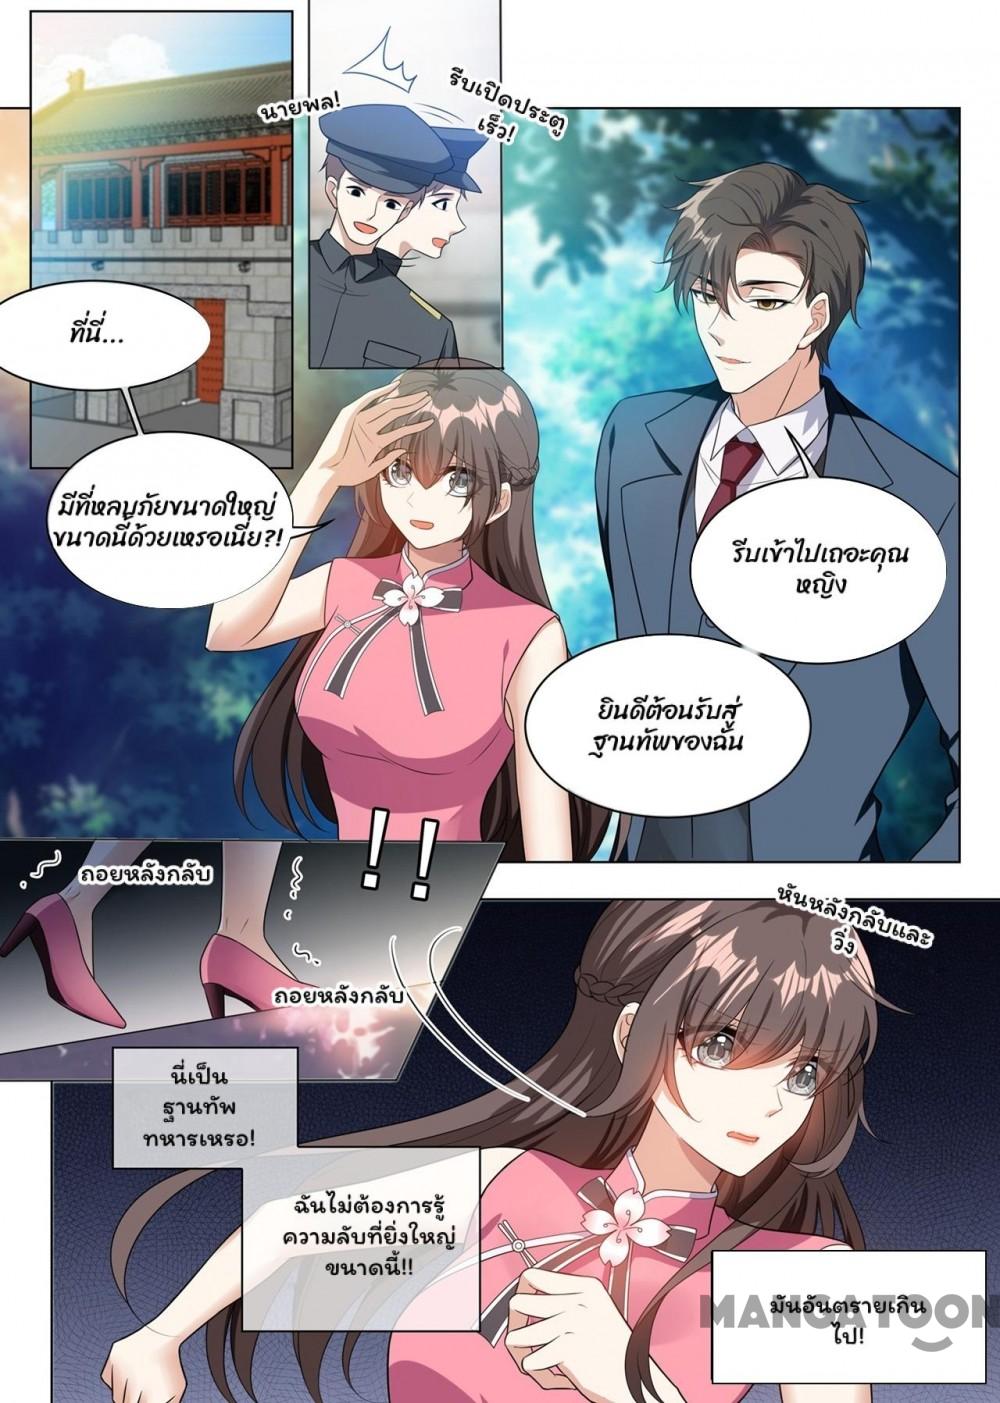 นายพล!
รีบเปิดประตู
เร็ว!
ที่นี่...
มีที่หลบภัยขนาดใหญ่
ขนาดนี้ด้วยเหรอเนี่ย?!
รีบเข้าไปเถอะคุณ
หญิง
ยินดีต้อนรับสู่
ฐานทัพของฉัน
!!
ถอยหลังกลับ
ถอยหลังกลับ
หันหลังกลับและ
วิ่ง
นี่เป็น
ฐานทัพ
ทหารเหรอ!
ฉันไม่ต้องการรู้
ความลับที่ยิ่งใหญ่
ขนาดนี้!!
มันอันตรายเกิน
ไป!
MANGATOON